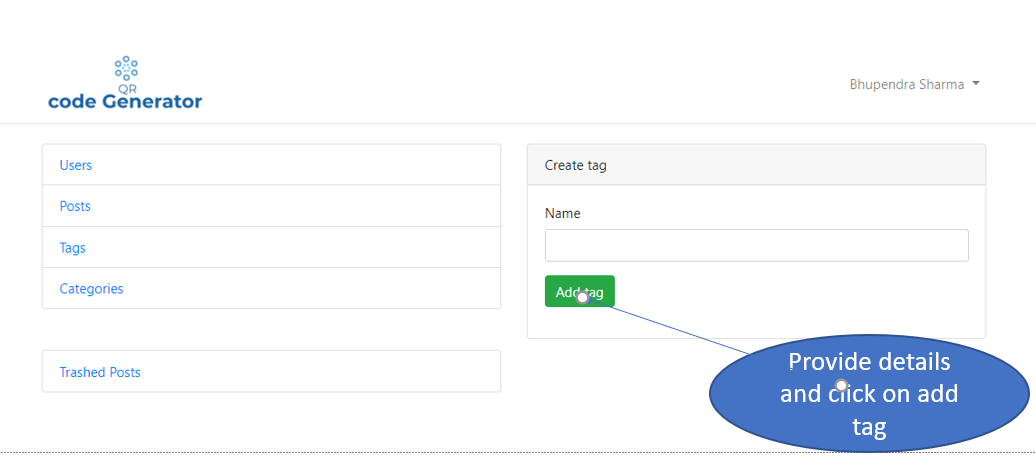 QR
code Generator
Bhupendra Sharma
Users
Posts
Tags
Categories
Trashed Posts
Create tag
Name
Add tag
Provide details
and click on add
tag